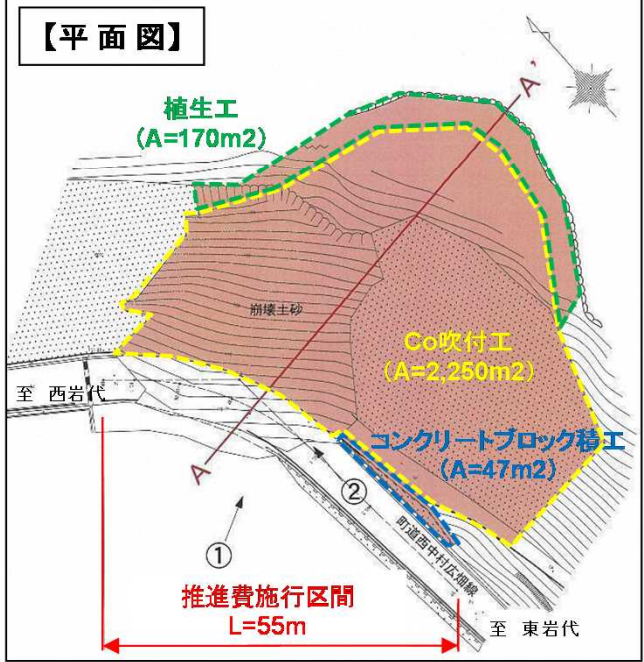 【平面図】
植生工
(A=170m2)
A'
崩壊土砂
Co吹付工
(A=2,250m2)
至 西岩代
コンクリートブロック積工
(A=47m2)
A
②
①
町道西中村広畑線
推進費施行区間
L=55m
至 東岩代